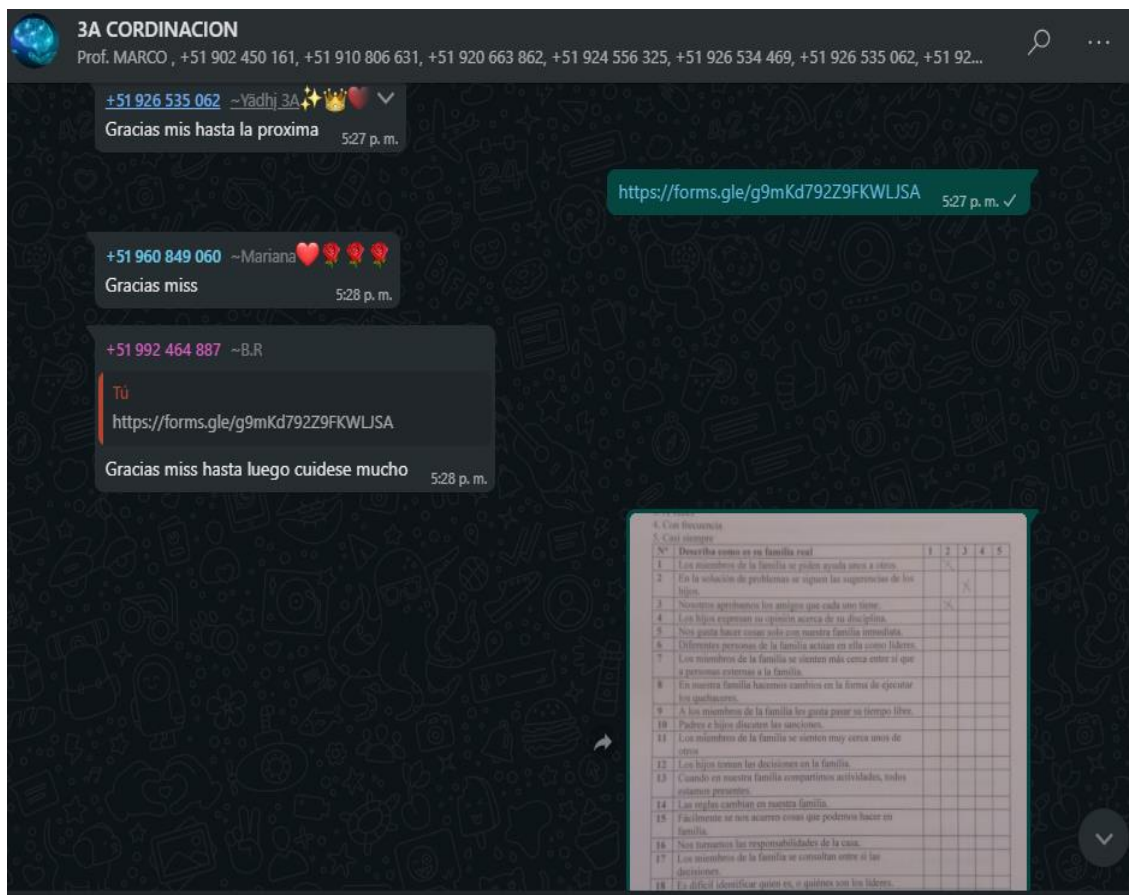 3A CORDINACION
Prof. MARCO , +51 902 450 161, +51 910 806 631, +51 920 663 862, +51 924 556 325, +51 926 534 469, +51 926 535 062, +51 92...
+51 926 535 062 ~Yãdhj 3A✨👑❤️
Gracias mis hasta la proxima 5:27 p. m.
https://forms.gle/g9mKd792Z9FKWLJSA 5:27 p. m.
+51 960 849 060 ~Mariana❤️🌹🌹🌹
Gracias miss 5:28 p. m.
+51 992 464 887 ~B.R
Tú
https://forms.gle/g9mKd792Z9FKWLJSA
Gracias miss hasta luego cuidese mucho 5:28 p. m.
4. Con frecuencia
5. Casi siempre
N° Describa como es su familia real 1 2 3 4 5
1 Los miembros de la familia se piden ayuda unos a otros.
2 En la solución de problemas se siguen las sugerencias de los
hijos.
3 Nosotros aprobamos los amigos que cada uno tiene.
4 Los hijos expresan su opinión acerca de su disciplina.
5 Nos gusta hacer cosas solo con nuestra familia inmediata.
6 Diferentes personas de la familia actúan en ella como líderes.
7 Los miembros de la familia se sienten más cerca entre sí que
a personas externas a la familia.
8 En nuestra familia hacemos cambios en la forma de ejecutar
los quehaceres.
9 A los miembros de la familia les gusta pasar su tiempo libre.
10 Padres e hijos discuten las sanciones.
11 Los miembros de la familia se sienten muy cerca unos de
otros
12 Los hijos toman las decisiones en la familia.
13 Cuando en nuestra familia compartimos actividades, todos
estamos presentes.
14 Las reglas cambian en nuestra familia.
15 Fácilmente se nos ocurren cosas que podemos hacer en
familia.
16 Nos turnamos las responsabilidades de la casa.
17 Los miembros de la familia se consultan entre sí las
decisiones.
18 Es difícil identificar quien es, o quiénes son los líderes.